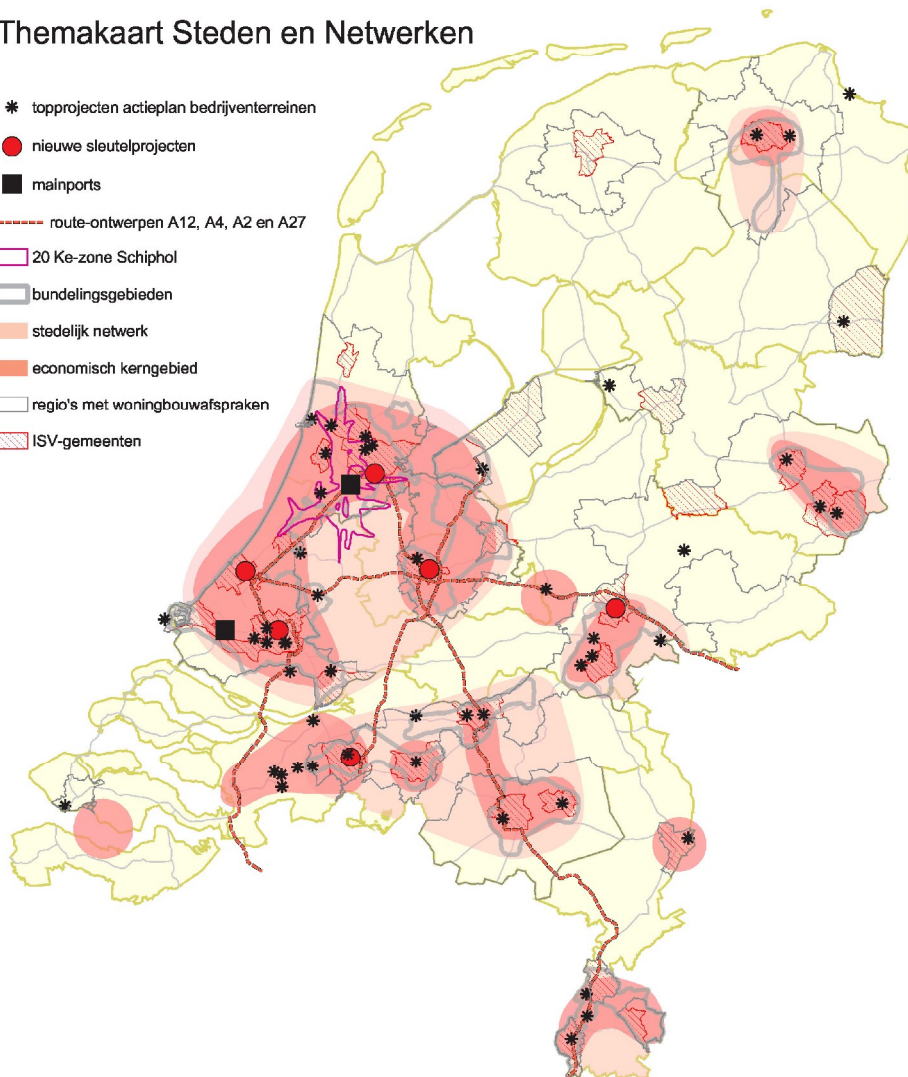 Themakaart Steden en Netwerken
topprojecten actieplan bedrijventerreinen
nieuwe sleutelprojecten
mainports
route-ontwerpen A12, A4, A2 en A27
20 Ke-zone Schiphol
bundelingsgebieden
stedelijk netwerk
economisch kerngebied
regio's met woningbouwafspraken
ISV-gemeenten